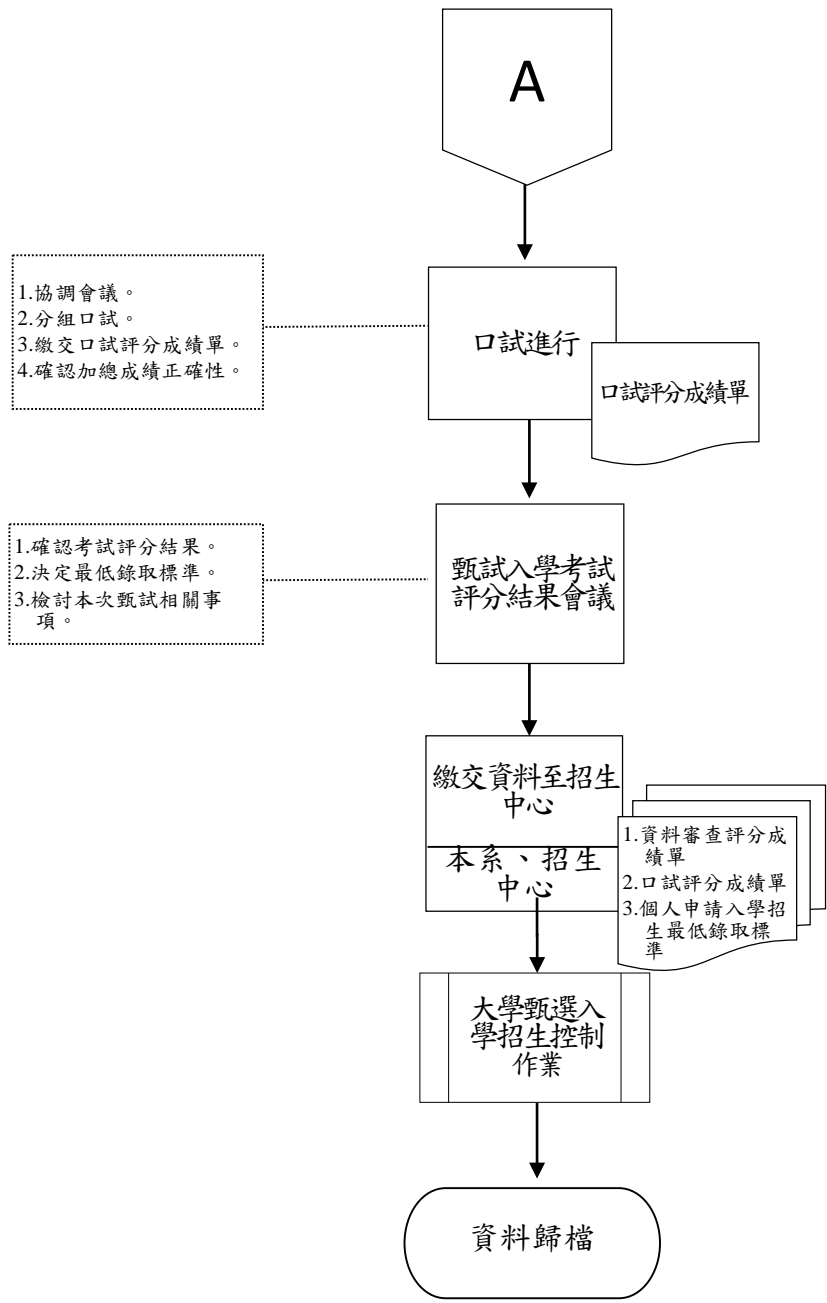 A
1.協調會議。
2.分組口試。
3.繳交口試評分成績單。
4.確認加總成績正確性。
口試進行
口試評分成績單
1.確認考試評分結果。
2.決定最低錄取標準。
3.檢討本次甄試相關事
項。
甄試入學考試
評分結果會議
繳交資料至招生
中心
本系、招生
中心
1.資料審查評分成
績單
2.口試評分成績單
3.個人申請入學招
生最低錄取標
準
大學甄選入
學招生控制
作業
資料歸檔